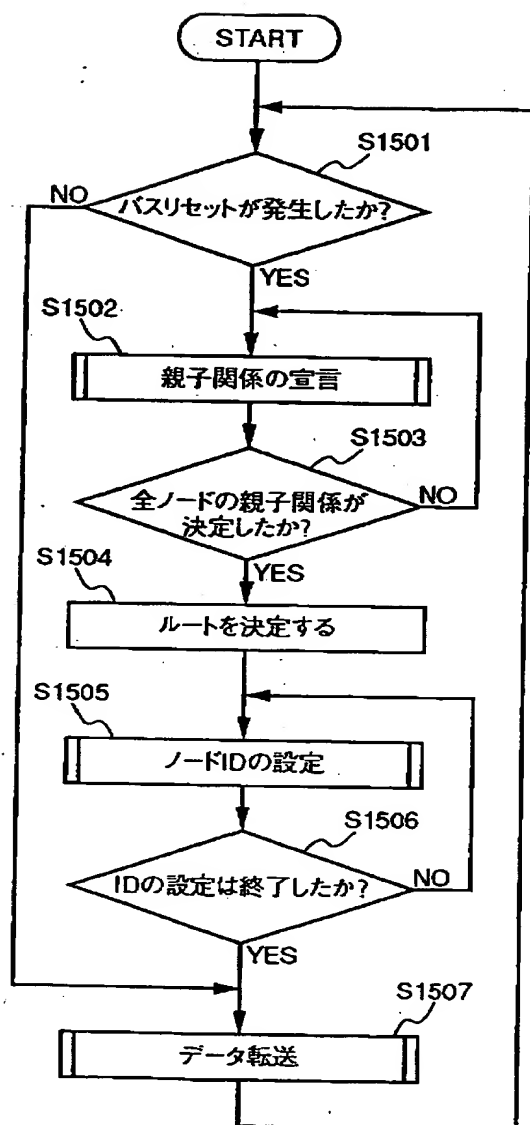 START
S1501
バスリセットが発生したか?
NO
YES
S1502
親子関係の宣言
S1503
全ノードの親子関係が
決定したか?
NO
YES
S1504
ルートを決定する
S1505
ノードIDの設定
S1506
IDの設定は終了したか?
NO
YES
S1507
データ転送